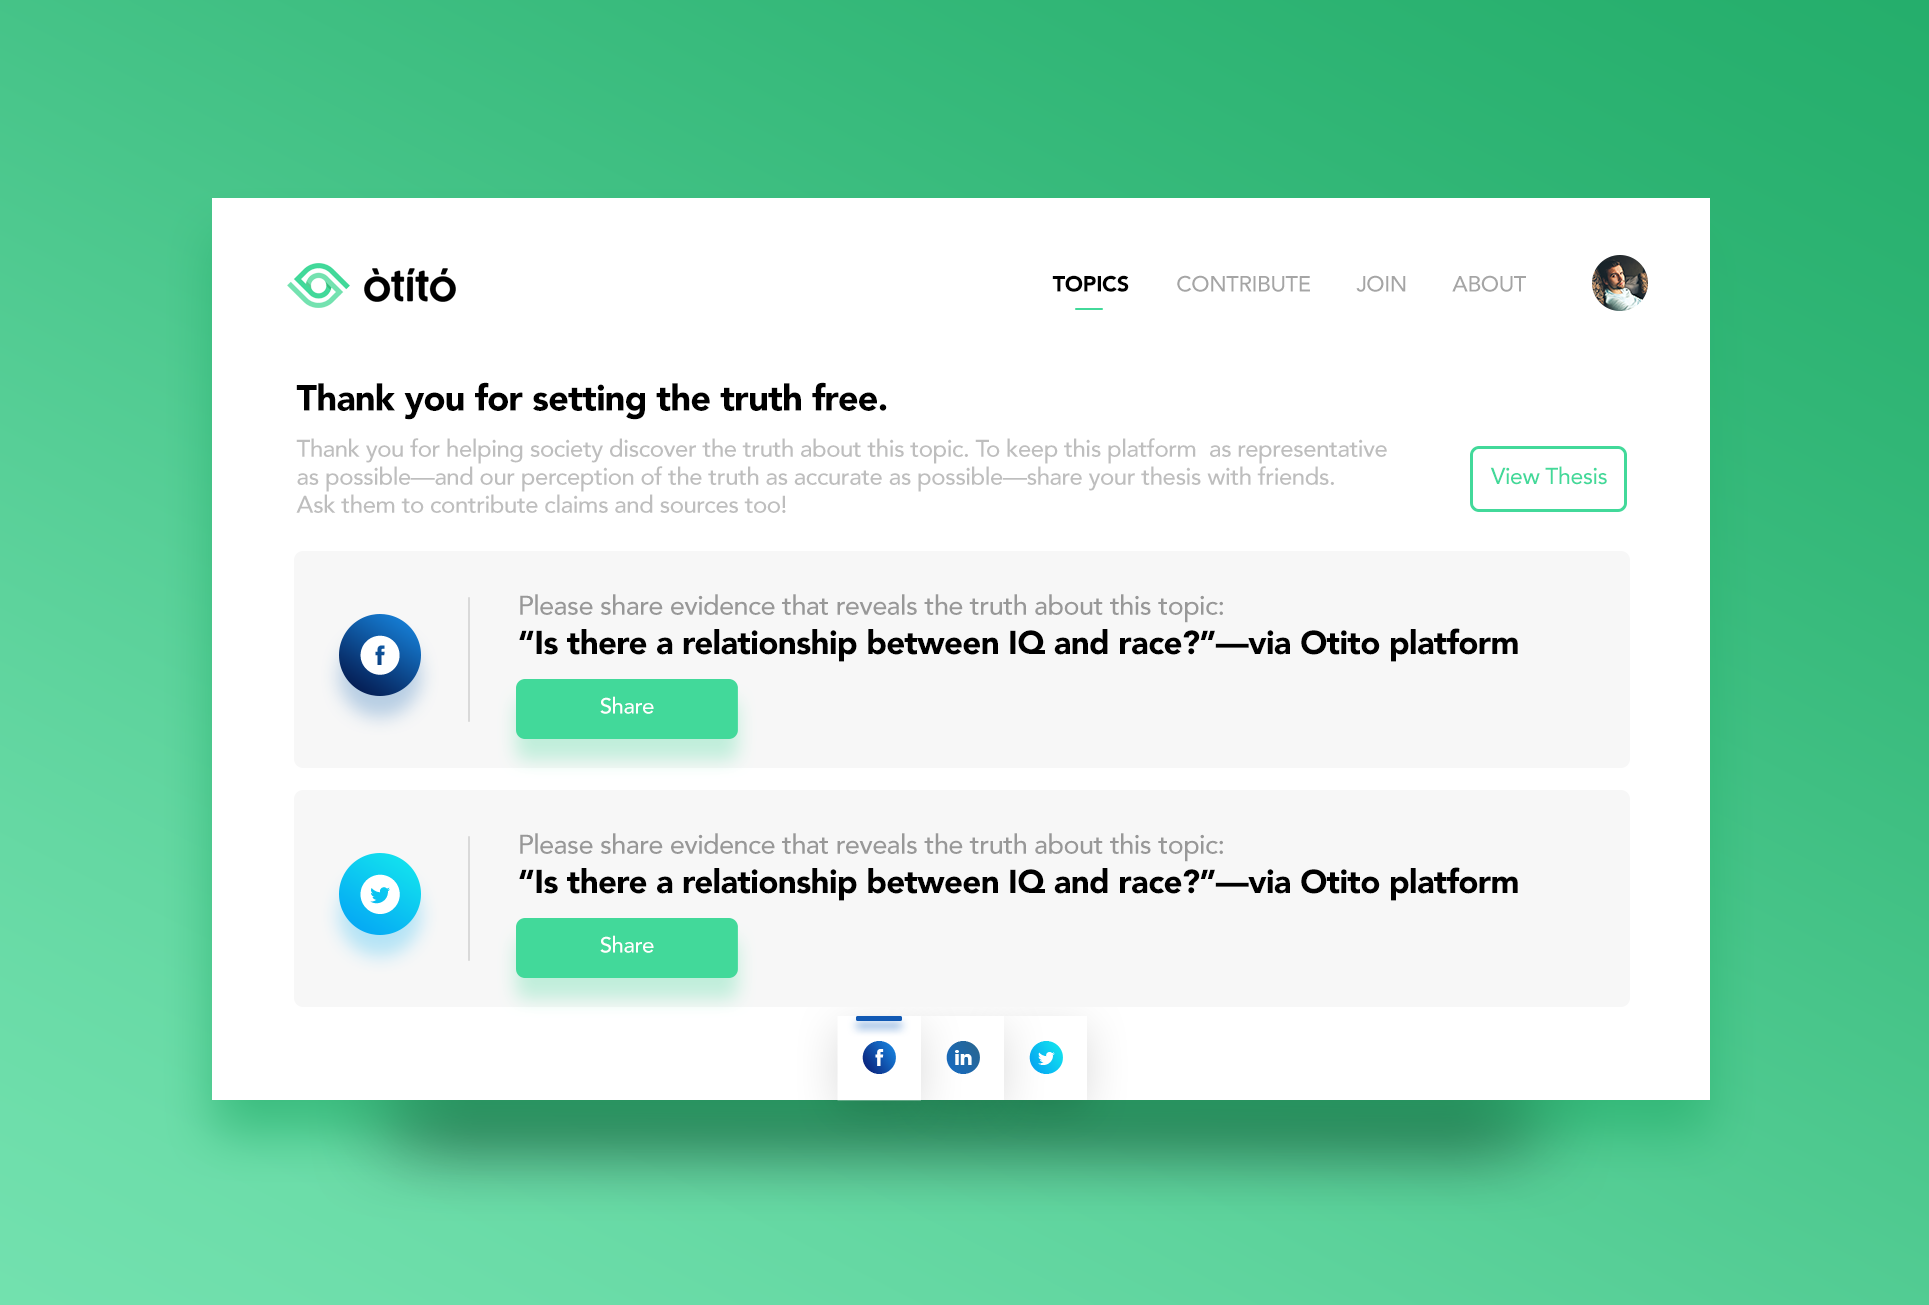 òtító
TOPICS
CONTRIBUTE
JOIN
ABOUT
Thank you for setting the truth free.
Thank you for helping society discover the truth about this topic. To keep this platform  as representative
as possible—and our perception of the truth as accurate as possible—share your thesis with friends.
Ask them to contribute claims and sources too!
View Thesis
Please share evidence that reveals the truth about this topic:
“Is there a relationship between IQ and race?”—via Otito platform
Share
Please share evidence that reveals the truth about this topic:
“Is there a relationship between IQ and race?”—via Otito platform
Share